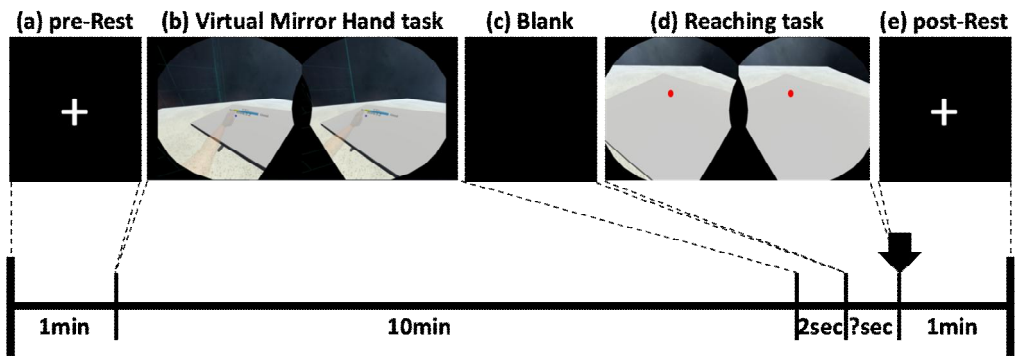 (a) pre-Rest (b) Virtual Mirror Hand task (c) Blank (d) Reaching task (e) post-Rest
1min 10min 2sec ?sec 1min